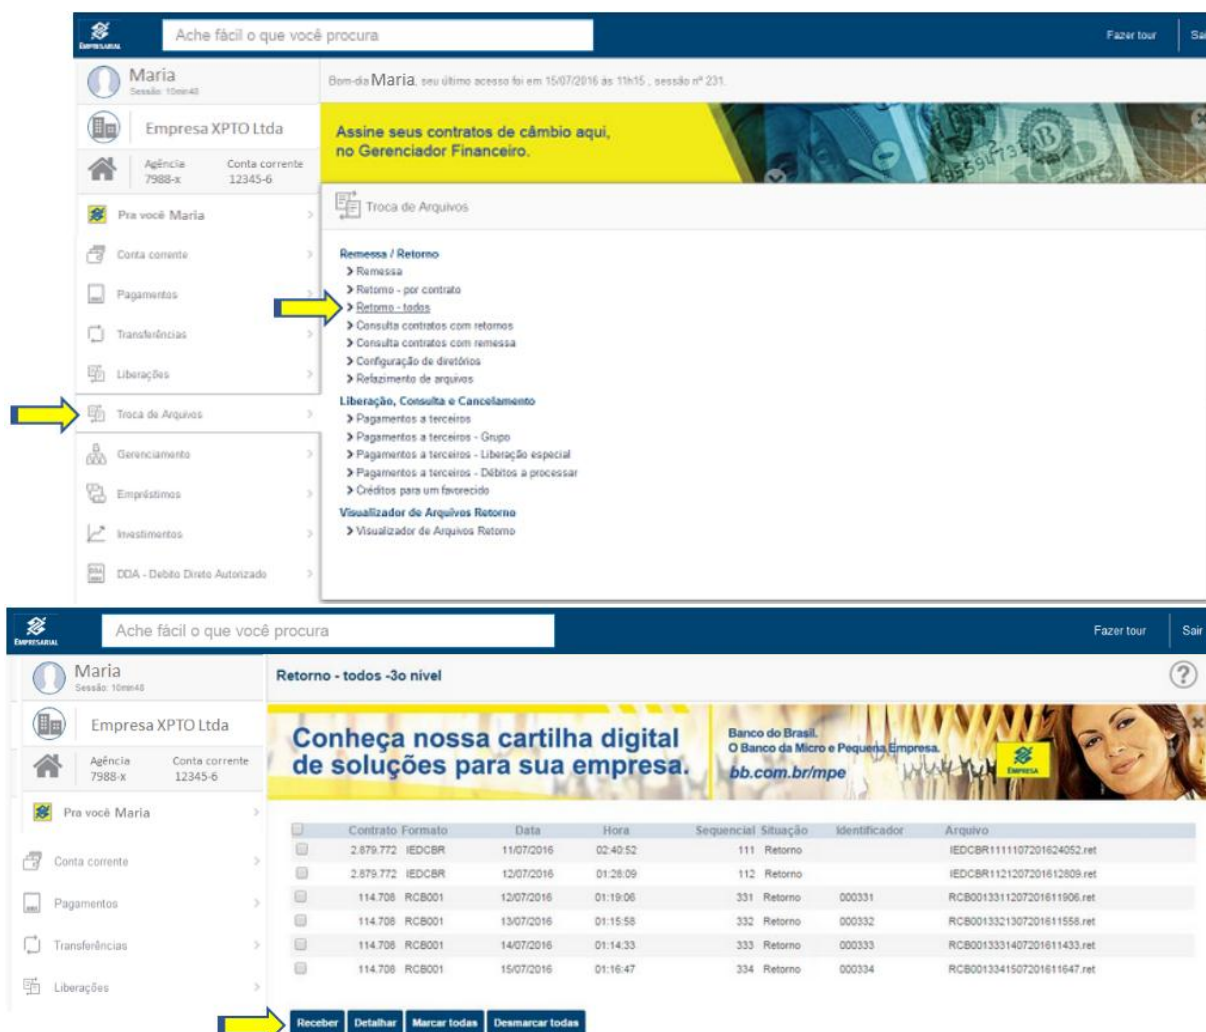 EMPRESARIAL
Ache fácil o que você procura
Fazer tour
Sai
Maria
Sessão: 10min48
Bom-dia Maria, seu último acesso foi em 15/07/2016 às 11h15 , sessão nº 231.
Empresa XPTO Ltda
Assine seus contratos de câmbio aqui,
no Gerenciador Financeiro.
Agência Conta corrente
7988-x 12345-6
Troca de Arquivos
Pra você Maria
Conta corrente
Pagamentos
Transferências
Liberações
Troca de Arquivos
Gerenciamento
Empréstimos
Investimentos
DDA - Debito Direto Autorizado
Remessa / Retorno
Remessa
Retorno - por contrato
Retorno - todos
Consulta contratos com retornos
Consulta contratos com remessa
Configuração de diretórios
Refazimento de arquivos
Liberação, Consulta e Cancelamento
Pagamentos a terceiros
Pagamentos a terceiros - Grupo
Pagamentos a terceiros - Liberação especial
Pagamentos a terceiros - Débitos a processar
Créditos para um favorecido
Visualizador de Arquivos Retorno
Visualizador de Arquivos Retorno
EMPRESARIAL
Ache fácil o que você procura
Fazer tour
Sair
Maria
Sessão: 10min48
Retorno - todos -3o nível
?
Empresa XPTO Ltda
Agência Conta corrente
7988-x 12345-6
Pra você Maria
Conta corrente
Pagamentos
Transferências
Liberações
Conheça nossa cartilha digital
de soluções para sua empresa.
Banco do Brasil.
O Banco da Micro e Pequena Empresa.
bb.com.br/mpe
EMPRESA
Contrato Formato Data Hora Sequencial Situação Identificador Arquivo
2.879.772 IEDCBR 11/07/2016 02:40:52 111 Retorno IEDCBR1111107201624052.ret
2.879.772 IEDCBR 12/07/2016 01:28:09 112 Retorno IEDCBR1121207201612809.ret
114.708 RCB001 12/07/2016 01:19:06 331 Retorno 000331 RCB0013311207201611906.ret
114.708 RCB001 13/07/2016 01:15:58 332 Retorno 000332 RCB0013321307201611558.ret
114.708 RCB001 14/07/2016 01:14:33 333 Retorno 000333 RCB0013331407201611433.ret
114.708 RCB001 15/07/2016 01:16:47 334 Retorno 000334 RCB0013341507201611647.ret
Receber Detalhar Marcar todas Desmarcar todas